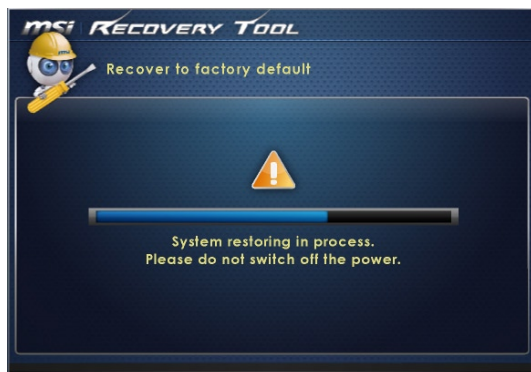 msi Recovery Tool
Recover to factory default
System restoring in process.
Please do not switch off the power.